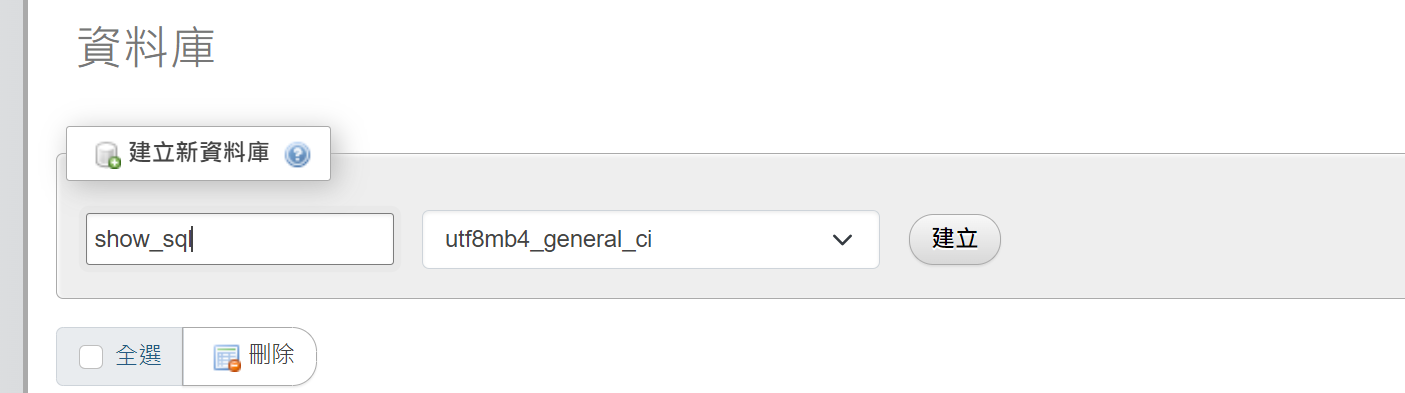 資料庫
建立新資料庫
show_sql
utf8mb4_general_ci
建立
全選
刪除